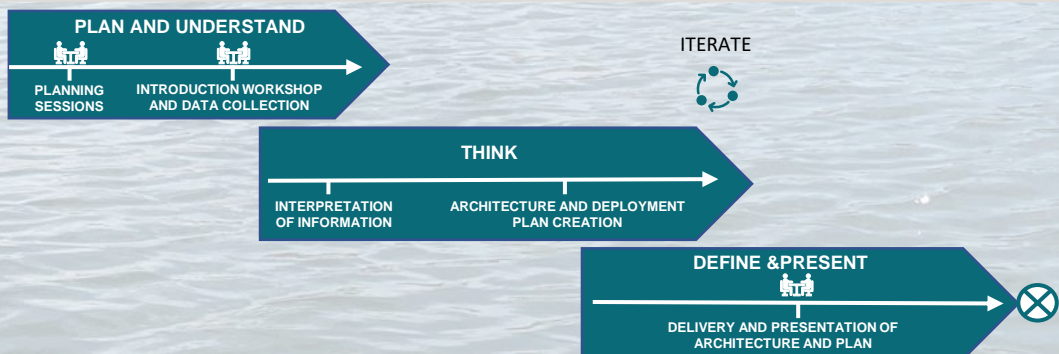 PLAN AND UNDERSTAND
PLANNING
SESSIONS
INTRODUCTION WORKSHOP
AND DATA COLLECTION
ITERATE
THINK
INTERPRETATION
OF INFORMATION
ARCHITECTURE AND DEPLOYMENT
PLAN CREATION
DEFINE &PRESENT
DELIVERY AND PRESENTATION OF
ARCHITECTURE AND PLAN